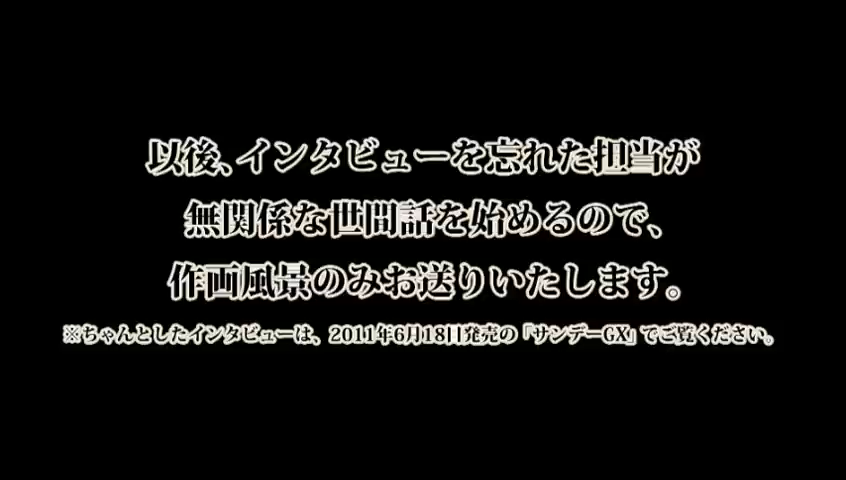 以後、インタビューを忘れた担当が
無関係な世間話を始めるので、
作画風景のみお送りいたします。
※ちゃんとしたインタビューは、2011年6月18日発売の「サンデーGX」でご覧ください。